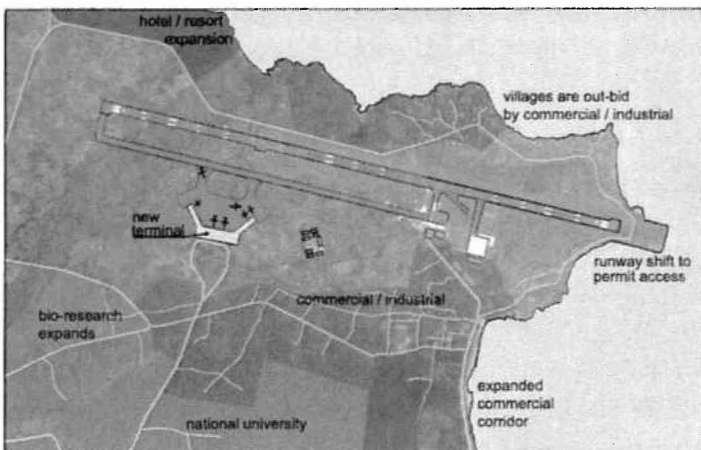 hotel / resort
expansion
villages are out-bid
by commercial / industrial
new
terminal
runway shift to
permit access
commercial / industrial
bio-research
expands
expanded
commercial
corridor
national university